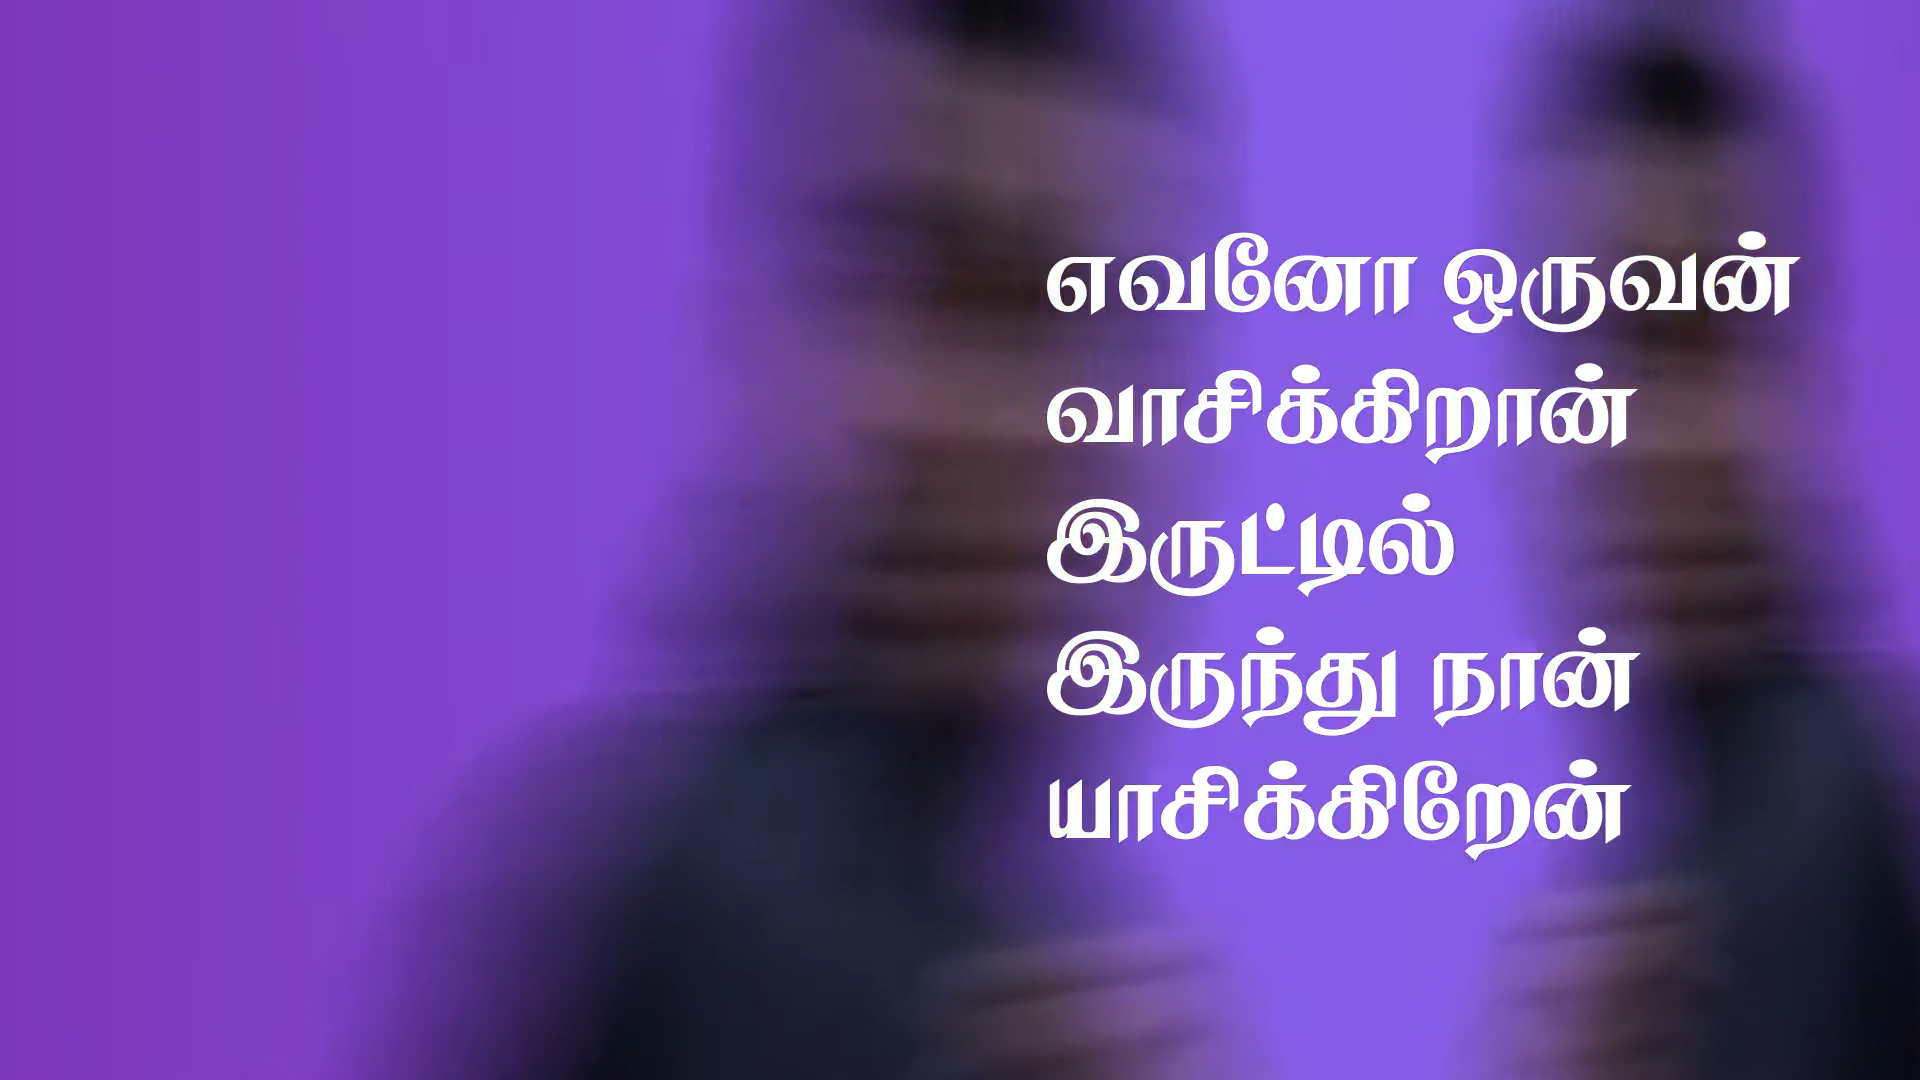 எவனோ ஒருவன்
வாசிக்கிறான்
இருட்டில்
இருந்து நான்
யாசிக்கிறேன்